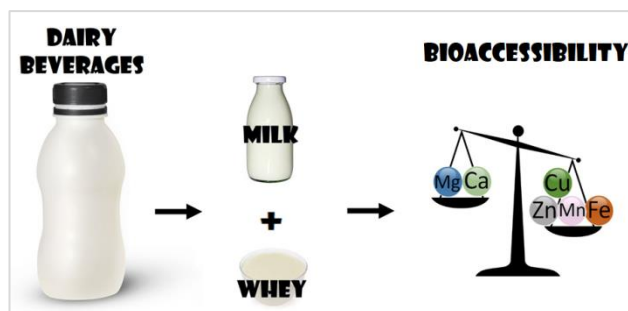 DAIRY
BEVERAGES
MILK
+
WHEY
BIOACCESSIBILITY
Mg Ca
Cu
Zn Mn Fe